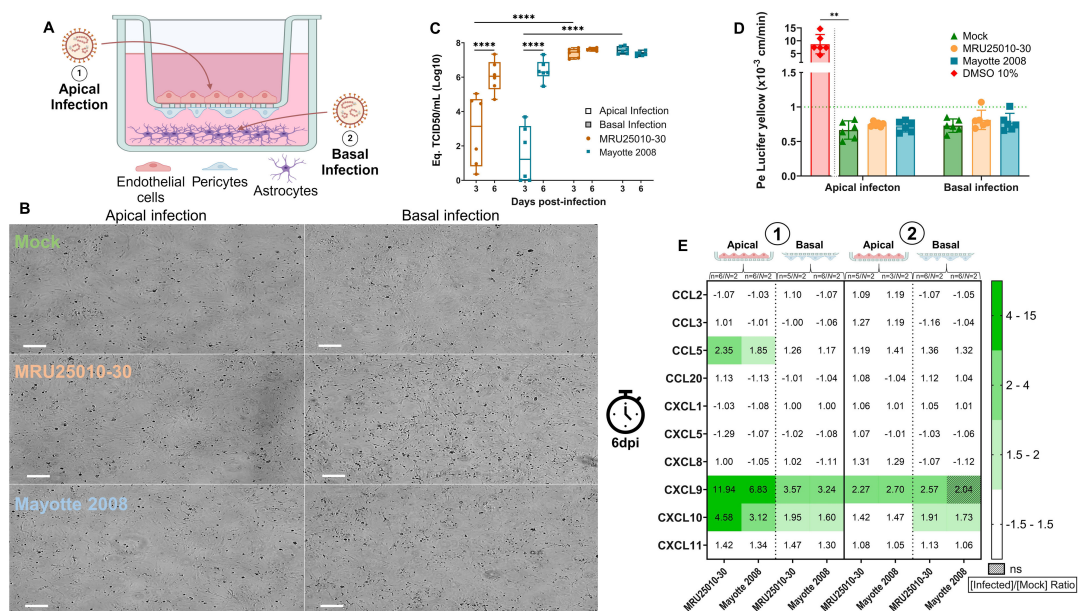 A
1
Apical
Infection
2
Basal
Infection
Endothelial
cells
Pericytes
Astrocytes
B
Apical infection
Basal infection
Mock
MRU25010-30
Mayotte 2008
C
Eq. TCID50/mL (Log10)
8
6
4
2
0
****
****
****
****
Apical Infection
Basal Infection
MRU25010-30
Mayotte 2008
3 6 3 6 3 6 3 6
Days post-infection
D
Pe Lucifer yellow (x10⁻³ cm/min)
15
10
5
1.5
1
0.5
0.0
**
Mock
MRU25010-30
Mayotte 2008
DMSO 10%
Apical infecton
Basal infection
E
1
2
Apical Basal Apical Basal
n=6/N=2 n=6/N=2 n=5/N=2 n=6/N=2 n=5/N=2 n=3/N=2 n=6/N=2 n=6/N=2
CCL2 -1.07 -1.03 1.10 -1.07 1.09 1.19 -1.07 -1.05
CCL3 1.01 -1.01 -1.00 -1.06 1.27 1.19 -1.16 -1.04
CCL5 2.35 1.85 1.26 1.17 1.19 1.41 1.36 1.32
CCL20 1.13 -1.13 -1.01 -1.04 1.08 -1.04 1.12 1.04
CXCL1 -1.03 -1.08 1.00 1.00 1.06 1.01 1.05 1.01
CXCL5 -1.29 -1.07 -1.02 -1.08 1.07 -1.01 -1.03 -1.06
CXCL8 1.00 -1.05 1.02 -1.11 1.31 1.29 -1.07 -1.12
CXCL9 11.94 6.83 3.57 3.24 2.27 2.70 2.57 2.04
CXCL10 4.58 3.12 1.95 1.60 1.42 1.47 1.91 1.73
CXCL11 1.42 1.34 1.47 1.30 1.08 1.05 1.13 1.06
MRU25010-30 Mayotte 2008 MRU25010-30 Mayotte 2008 MRU25010-30 Mayotte 2008 MRU25010-30 Mayotte 2008
6dpi
4 - 15
2 - 4
1.5 - 2
-1.5 - 1.5
ns
[Infected]/[Mock] Ratio